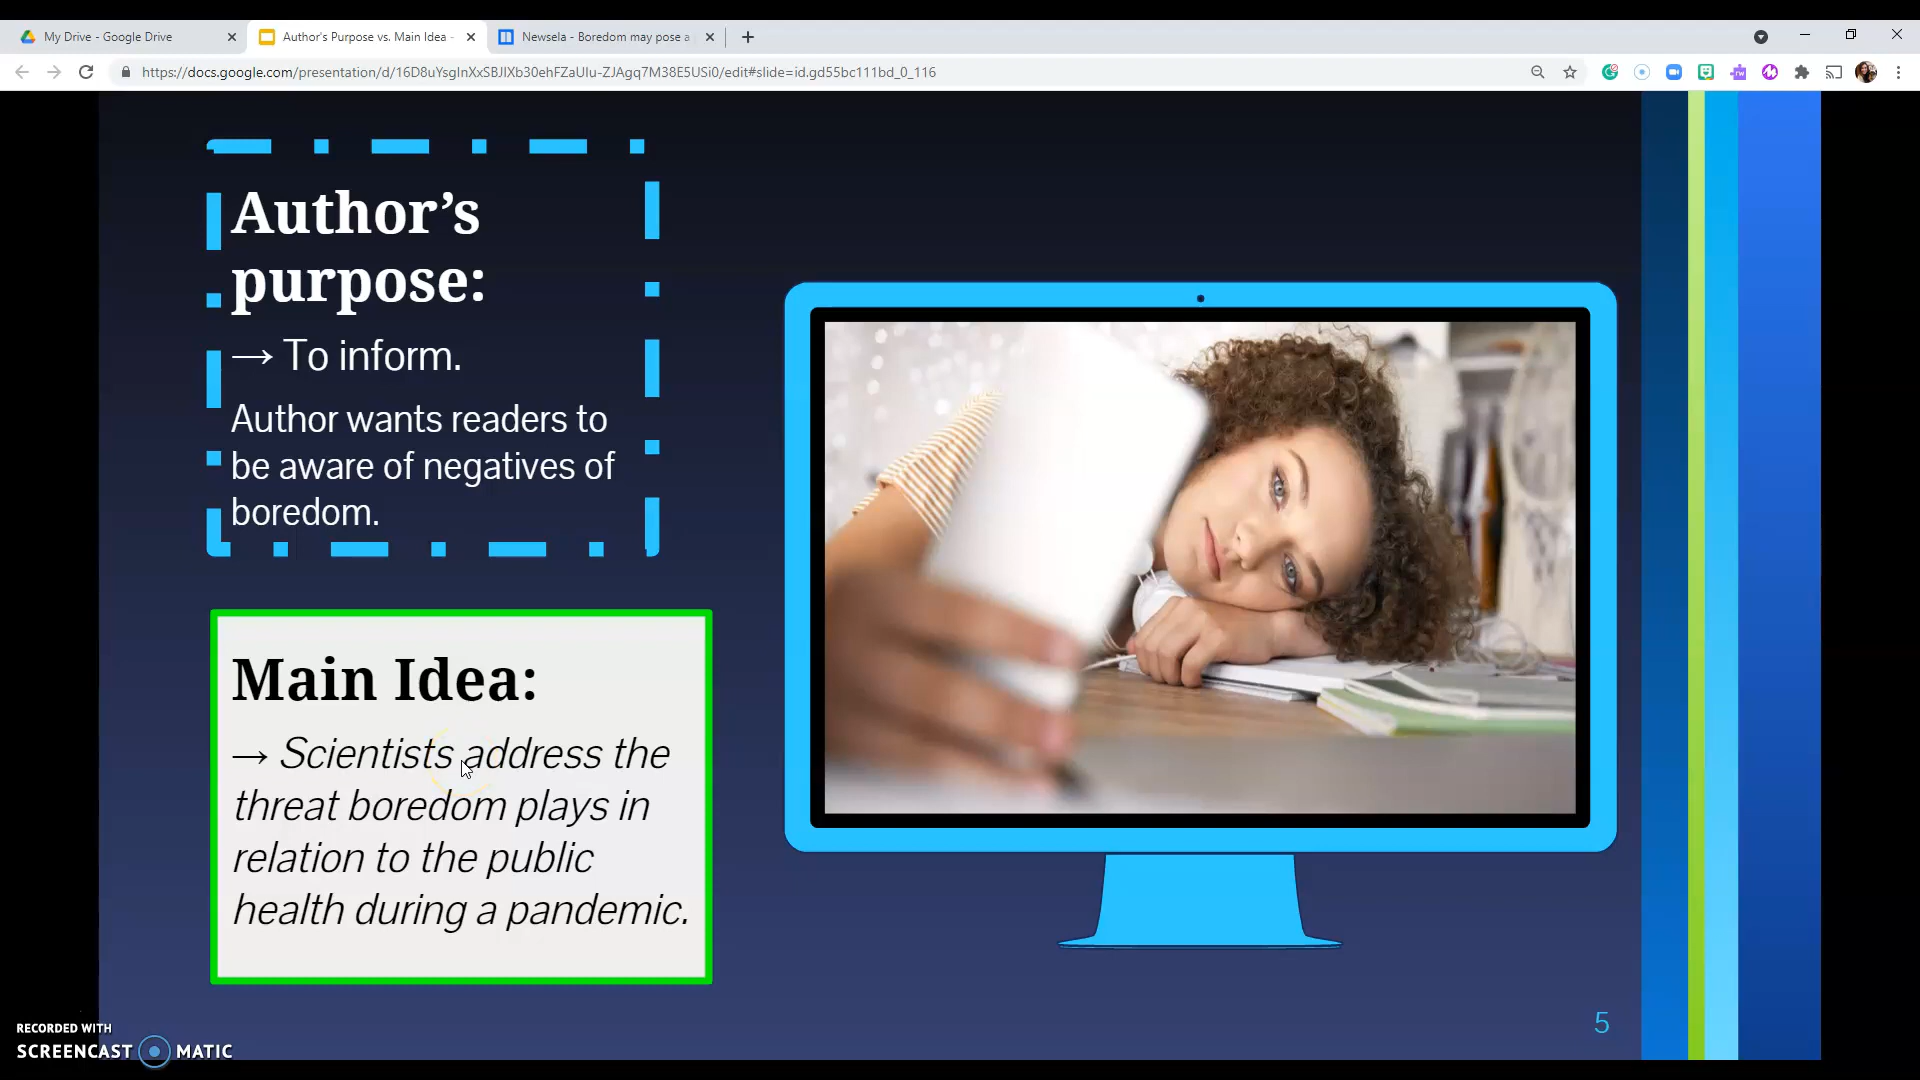 My Drive - Google Drive
Author's Purpose vs. Main Idea -
Newsela - Boredom may pose a
https://docs.google.com/presentation/d/16D8uYsgInXxSBJIXb30ehFZaUIu-ZJAgq7M38E5USi0/edit#slide=id.gd55bc111bd_0_116
Author’s
purpose:
→ To inform.
Author wants readers to
be aware of negatives of
boredom.
Main Idea:
→ Scientists address the
threat boredom plays in
relation to the public
health during a pandemic.
5
RECORDED WITH
SCREENCAST MATIC